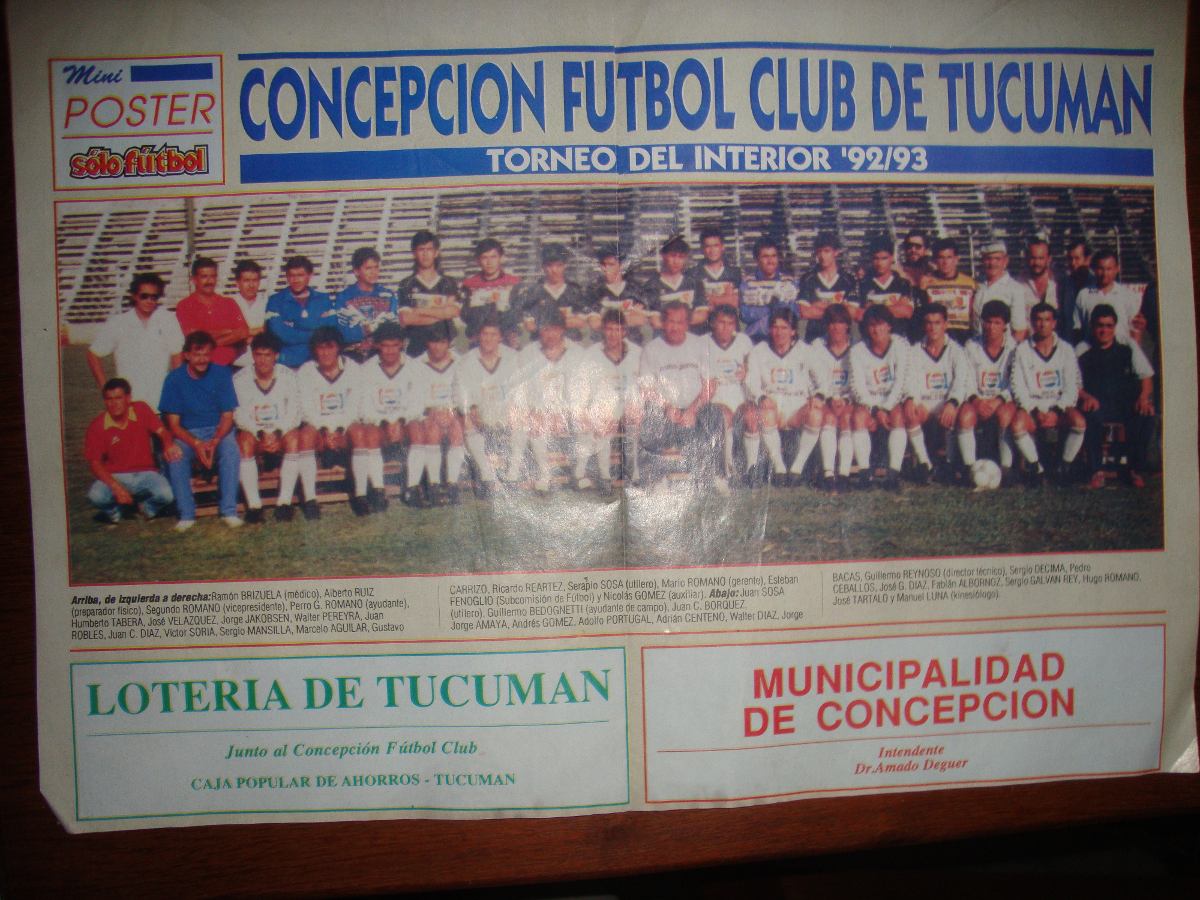 Mini
POSTER
sólo fútbol
CONCEPCION FUTBOL CLUB DE TUCUMAN
TORNEO DEL INTERIOR '92/93
Arriba, de izquierda a derecha: Ramón BRIZUELA (médico), Alberto RUIZ
(preparador físico), Segundo ROMANO (vicepresidente), Perro G. ROMANO (ayudante),
Humberto TABERA, José VELAZQUEZ, Jorge JAKOBSEN, Walter PEREYRA, Juan
ROBLES, Juan C. DIAZ, Víctor SORIA, Sergio MANSILLA, Marcelo AGUILAR, Gustavo
CARRIZO, Ricardo REARTEZ, Serapio SOSA (utilero), Mario ROMANO (gerente), Esteban
FENOGLIO (Subcomisión de Fútbol) y Nicolás GOMEZ (auxiliar). Abajo: Juan SOSA
(utilero), Guillermo BEDOGNETTI (ayudante de campo), Juan C. BORQUEZ,
Jorge AMAYA, Andrés GOMEZ, Adolfo PORTUGAL, Adrián CENTENO, Walter DIAZ, Jorge
BACAS, Guillermo REYNOSO (director técnico), Sergio DECIMA, Pedro
CEBALLOS, José G. DIAZ, Fabián ALBORNOZ, Sergio GALVAN REY, Hugo ROMANO,
José TARTALO y Manuel LUNA (kinesiólogo).
LOTERIA DE TUCUMAN
Junto al Concepción Fútbol Club
CAJA POPULAR DE AHORROS - TUCUMAN
MUNICIPALIDAD
DE CONCEPCION
Intendente
Dr.Amado Deguer